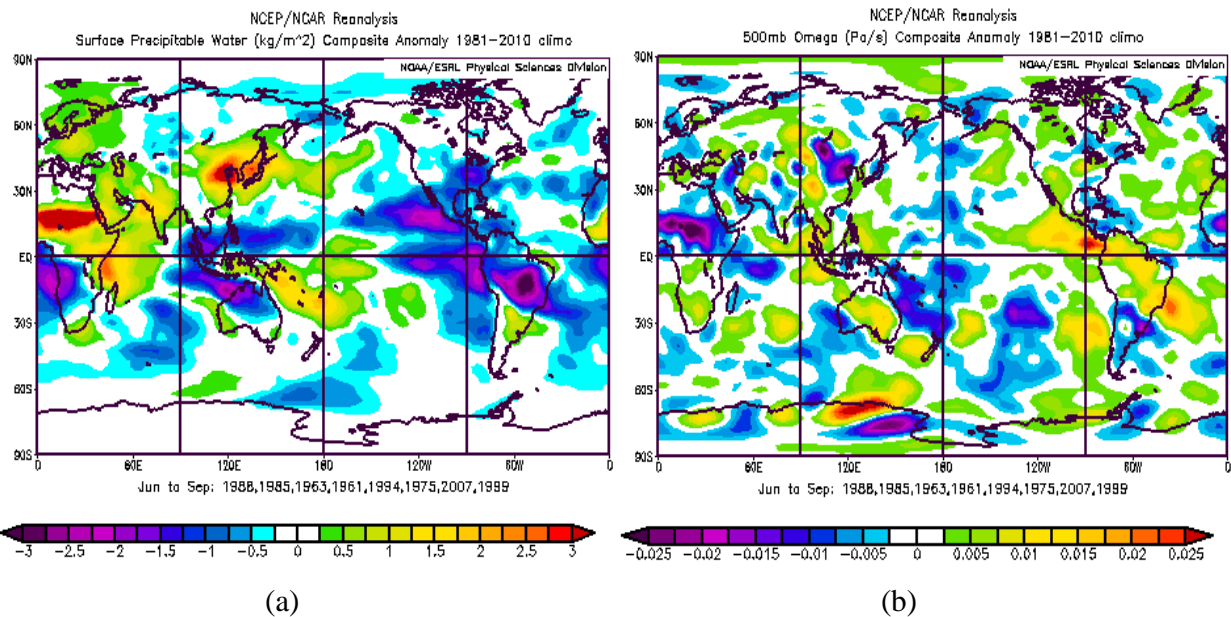 NCEP/NCAR Reanalysis
Surface Precipitable Water (kg/m^2) Composite Anomaly 1981-2010 climo
NOAA/ESRL Physical Sciences Division
90N
60N
30N
EQ
30S
60S
90S
0 60E 120E 180 120W 60W 0
Jun to Sep: 1988,1985,1963,1961,1994,1975,2007,1999
-3 -2.5 -2 -1.5 -1 -0.5 0 0.5 1 1.5 2 2.5 3
(a)
NCEP/NCAR Reanalysis
500mb Omega (Pa/s) Composite Anomaly 1981-2010 climo
NOAA/ESRL Physical Sciences Division
90N
60N
30N
EQ
30S
60S
90S
0 60E 120E 180 120W 60W 0
Jun to Sep: 1988,1985,1963,1961,1994,1975,2007,1999
-0.025 -0.02 -0.015 -0.01 -0.005 0 0.005 0.01 0.015 0.02 0.025
(b)